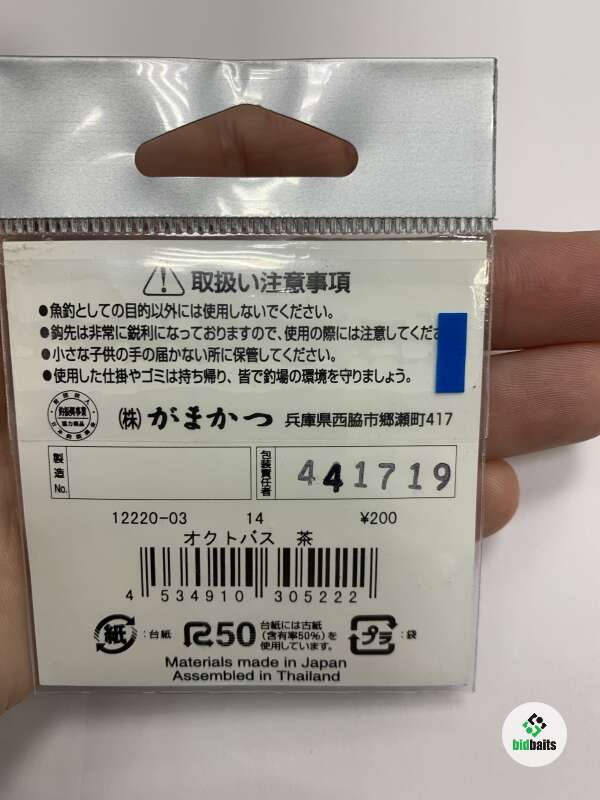 取扱い注意事項
●魚釣としての目的以外には使用しないでください。
●鈎先は非常に鋭利になっておりますので、使用の際には注意してくだ
●小さな子供の手の届かない所に保管してください。
●使用した仕掛やゴミは持ち帰り、皆で釣場の環境を守りましょう。
(株) がまかつ 兵庫県西脇市郷瀬町417
製造No.
包装責任者 441719
12220-03 14 ¥200
オクトパス 茶
4 534910 305222
紙 :台紙
R50 台紙には古紙
(含有率50%)を
使用しています。
プラ :袋
Materials made in Japan
Assembled in Thailand
bidbaits